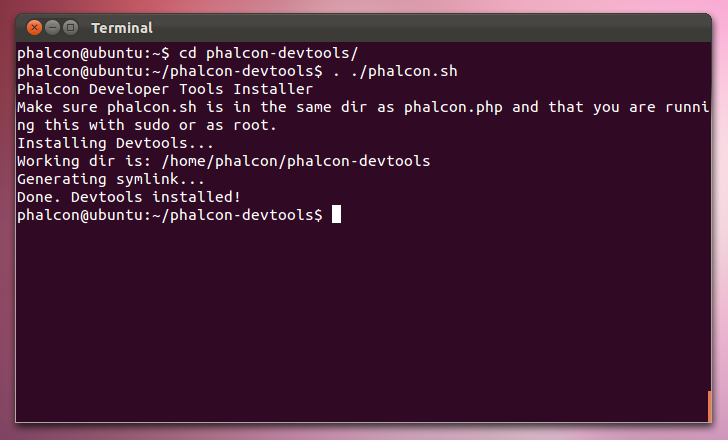 Terminal
phalcon@ubuntu:~$ cd phalcon-devtools/
phalcon@ubuntu:~/phalcon-devtools$ . ./phalcon.sh
Phalcon Developer Tools Installer
Make sure phalcon.sh is in the same dir as phalcon.php and that you are runni
ng this with sudo or as root.
Installing Devtools...
Working dir is: /home/phalcon/phalcon-devtools
Generating symlink...
Done. Devtools installed!
phalcon@ubuntu:~/phalcon-devtools$